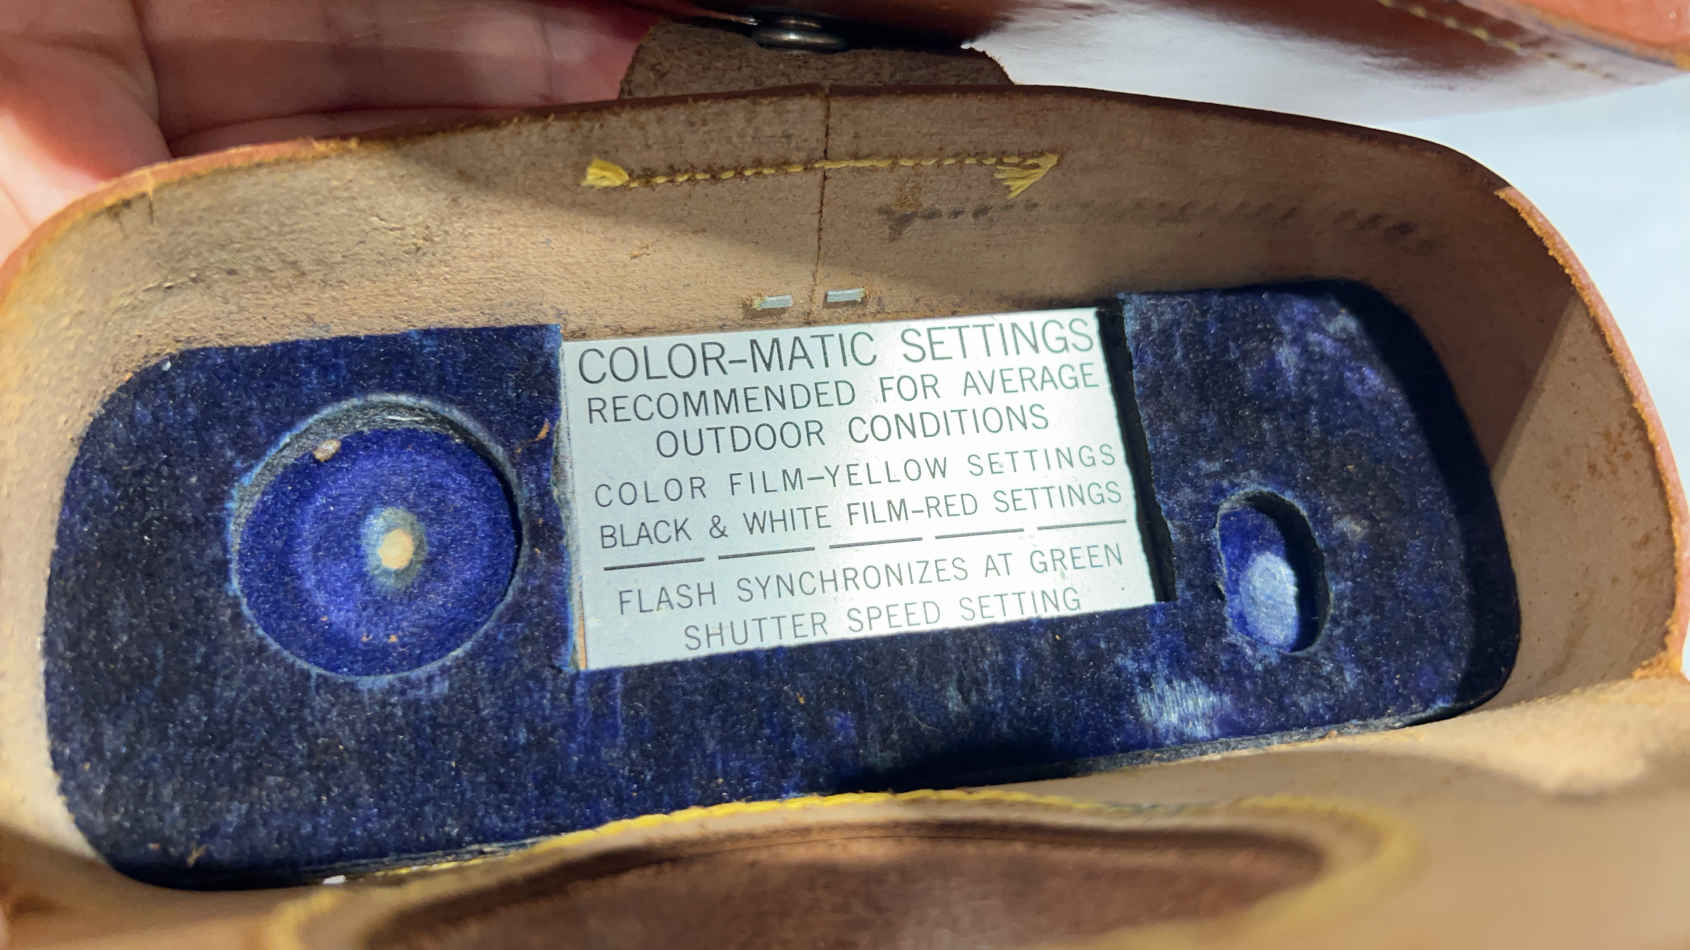 COLOR-MATIC SETTINGS
RECOMMENDED FOR AVERAGE
OUTDOOR CONDITIONS
COLOR FILM-YELLOW SETTINGS
BLACK & WHITE FILM-RED SETTINGS
FLASH SYNCHRONIZES AT GREEN
SHUTTER SPEED SETTING